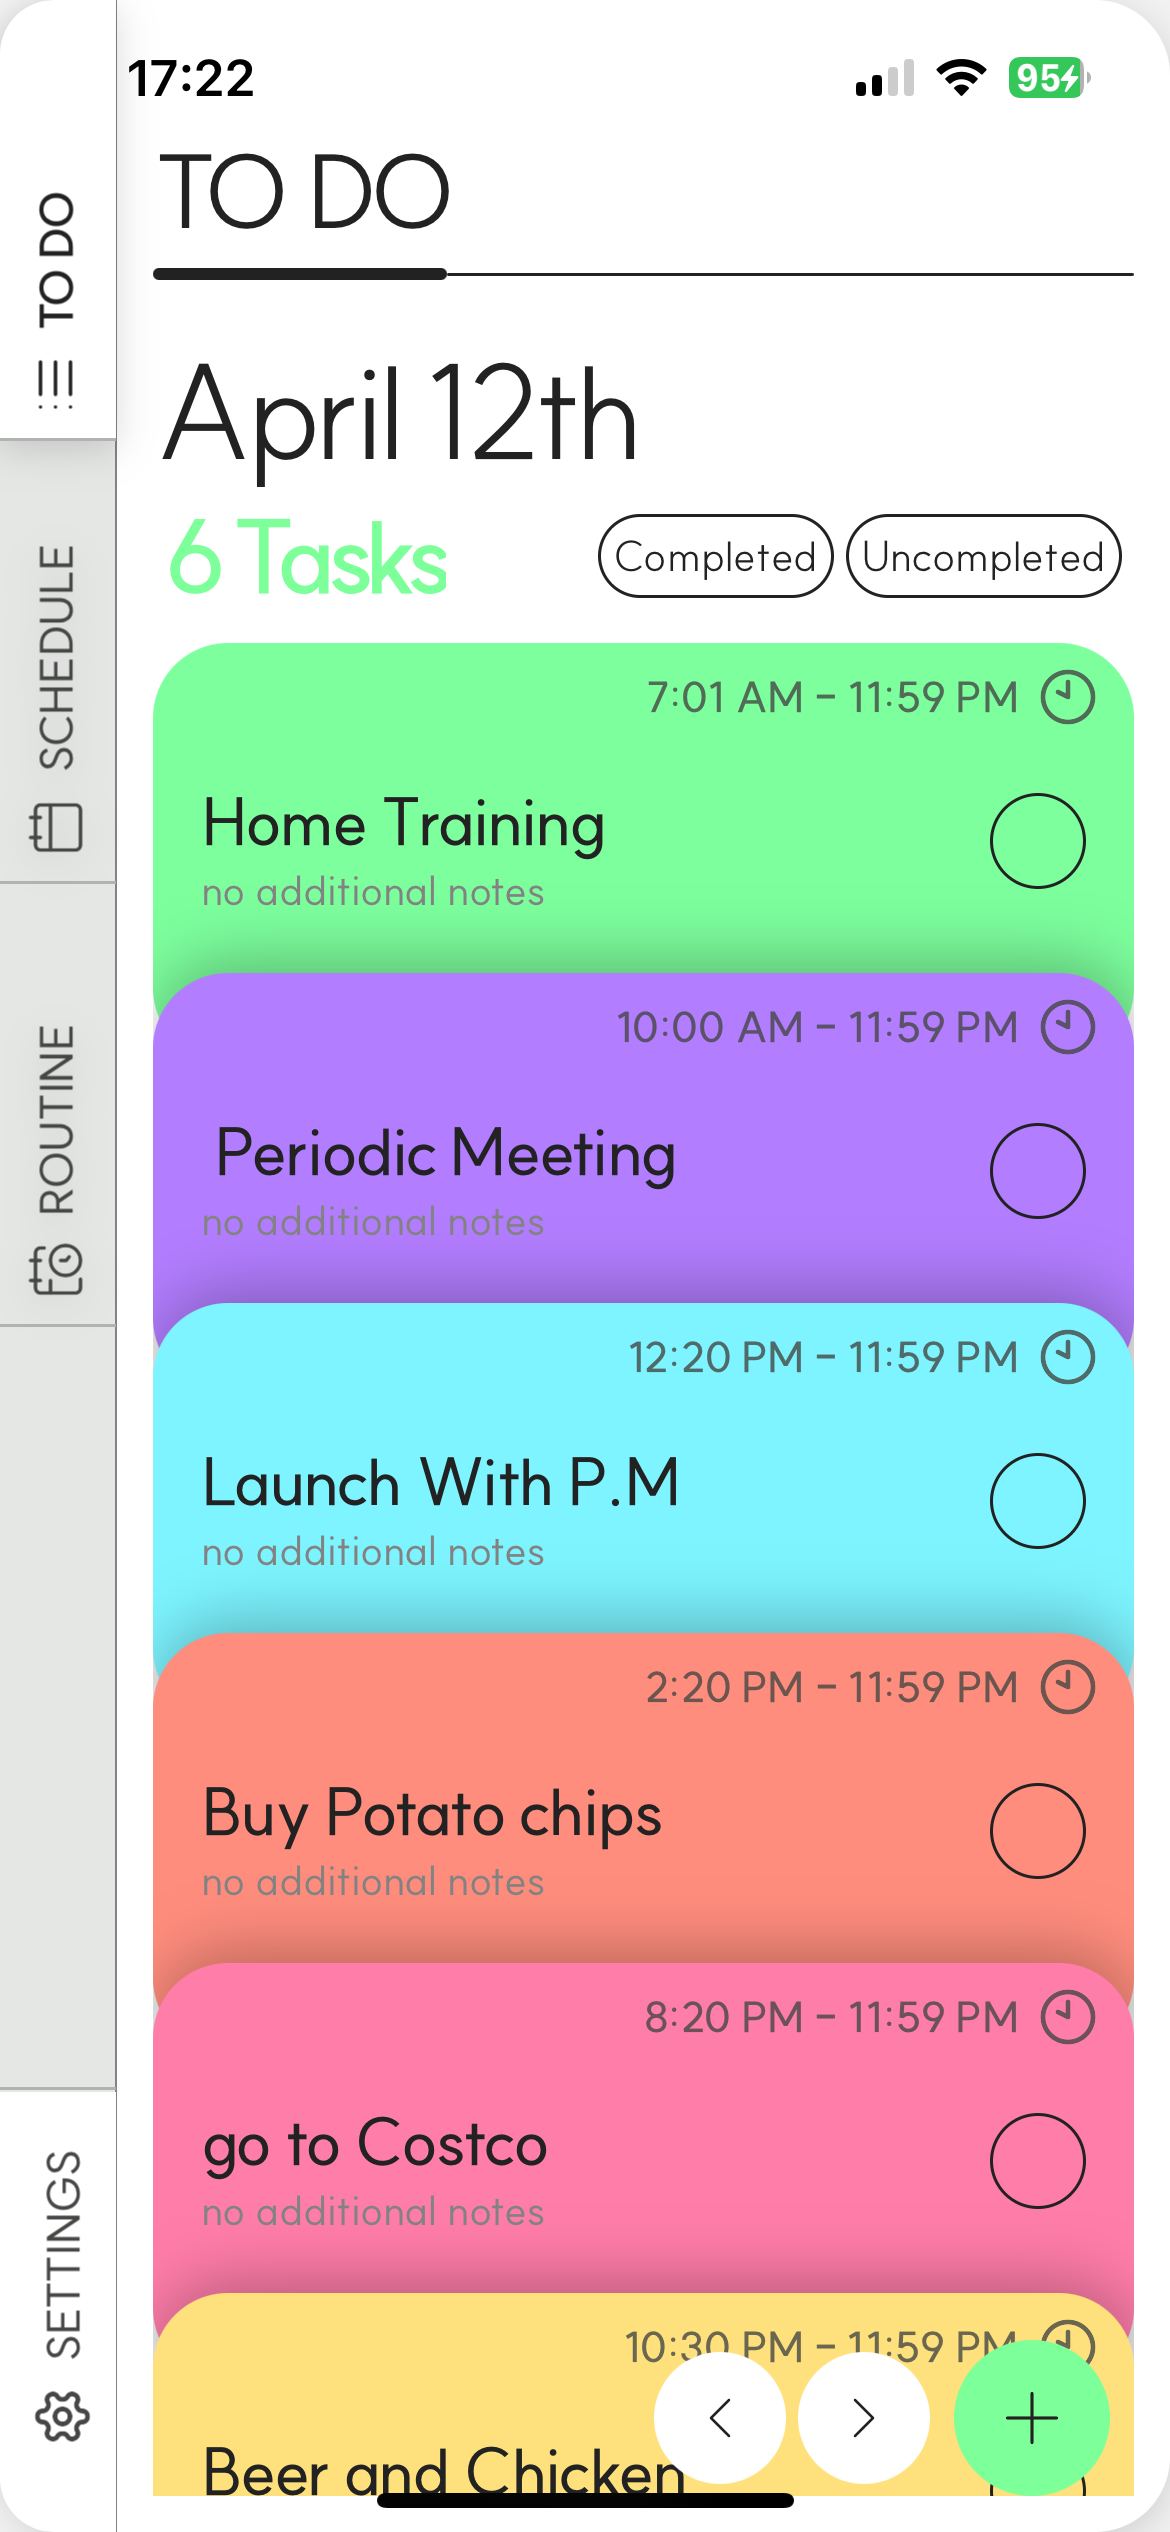 17:22
95
TO DO
TO DO
SCHEDULE
ROUTINE
SETTINGS
April 12th
6 Tasks
Completed
Uncompleted
7:01 AM – 11:59 PM
Home Training
no additional notes
10:00 AM – 11:59 PM
Periodic Meeting
no additional notes
12:20 PM – 11:59 PM
Launch With P.M
no additional notes
2:20 PM – 11:59 PM
Buy Potato chips
no additional notes
8:20 PM – 11:59 PM
go to Costco
no additional notes
10:30 PM – 11:59 PM
Beer and Chicken